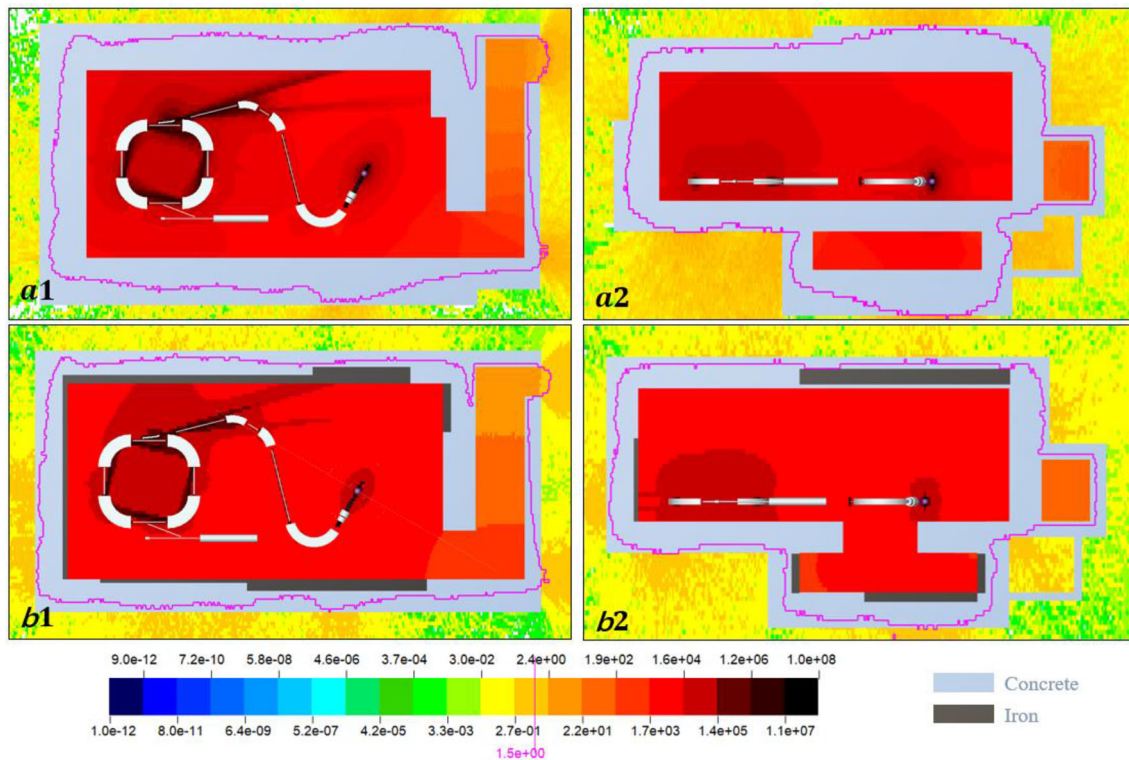 a1
a2
b1
b2
9.0e-12 7.2e-10 5.8e-08 4.6e-06 3.7e-04 3.0e-02 2.4e+00 1.9e+02 1.6e+04 1.2e+06 1.0e+08
1.0e-12 8.0e-11 6.4e-09 5.2e-07 4.2e-05 3.3e-03 2.7e-01 2.2e+01 1.7e+03 1.4e+05 1.1e+07
1.5e+00
Concrete
Iron